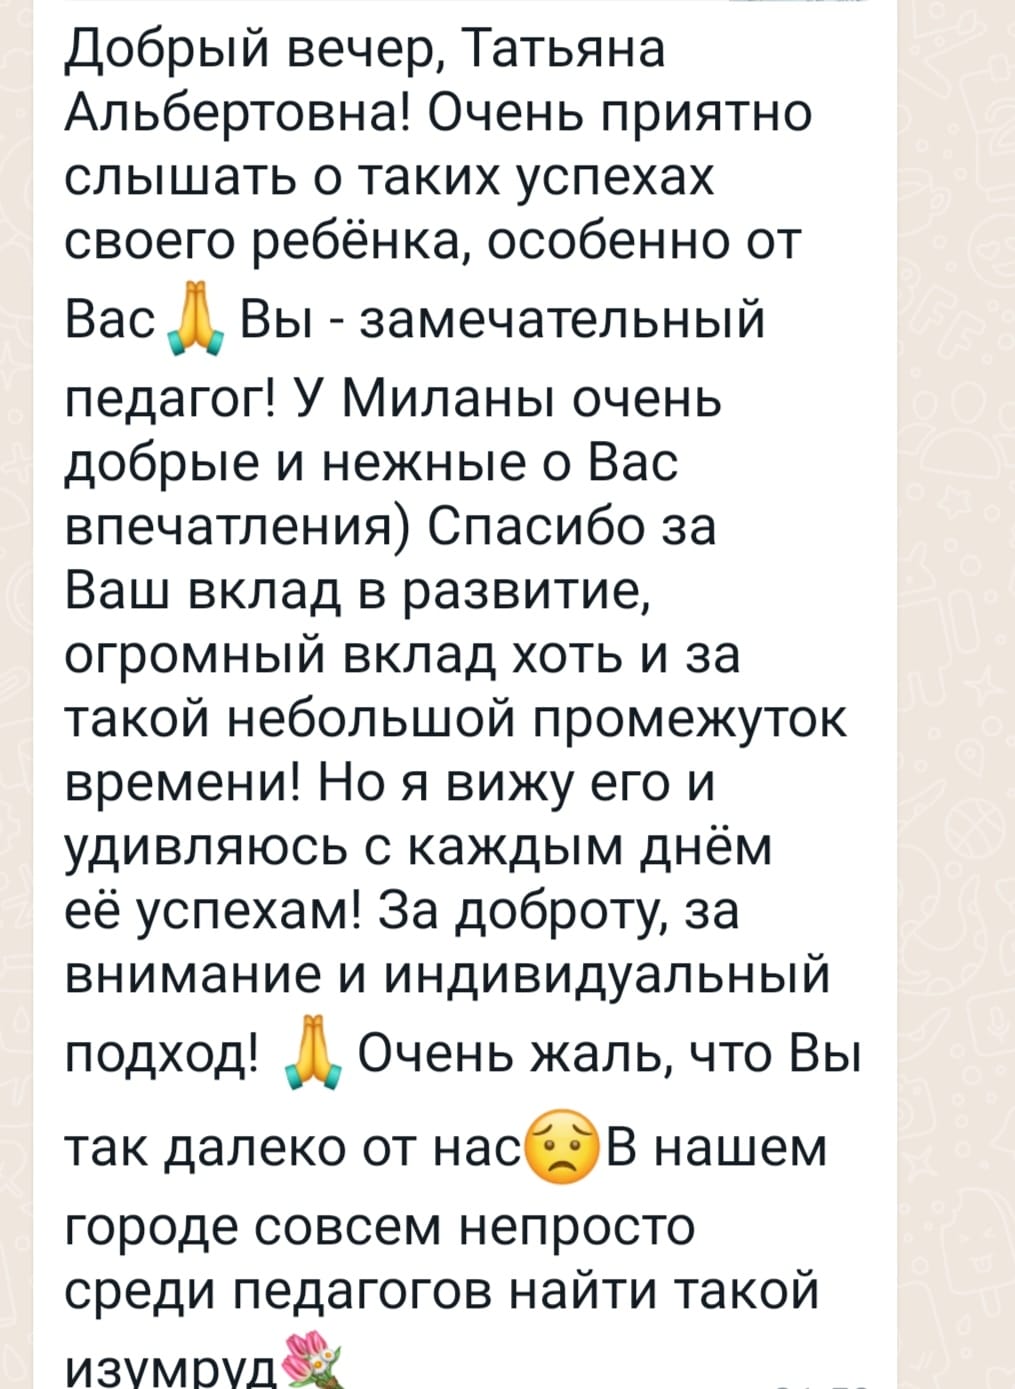 Добрый вечер, Татьяна
Альбертовна! Очень приятно
слышать о таких успехах
своего ребёнка, особенно от
Вас🙏Вы - замечательный
педагог! У Миланы очень
добрые и нежные о Вас
впечатления) Спасибо за
Ваш вклад в развитие,
огромный вклад хоть и за
такой небольшой промежуток
времени! Но я вижу его и
удивляюсь с каждым днём
её успехам! За доброту, за
внимание и индивидуальный
подход! 🙏 Очень жаль, что Вы
так далеко от нас😟В нашем
городе совсем непросто
среди педагогов найти такой
изумруд💐